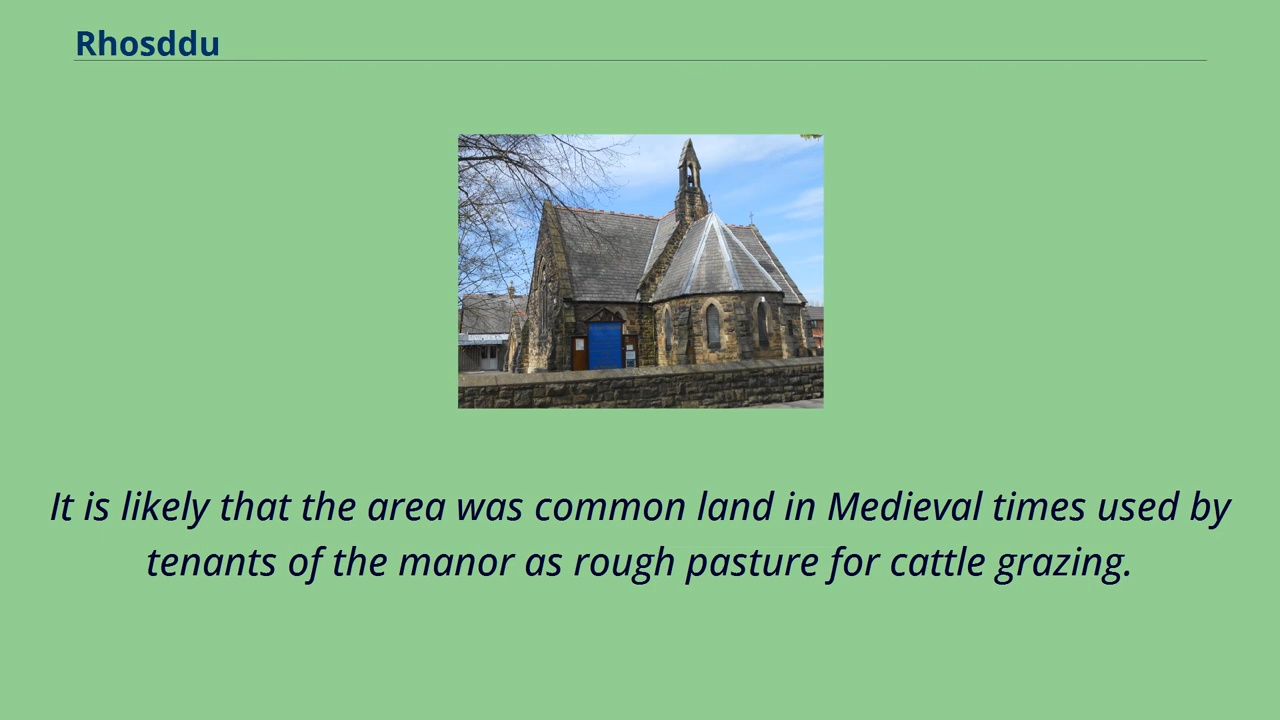 Rhosddu
It is likely that the area was common land in Medieval times used by
tenants of the manor as rough pasture for cattle grazing.